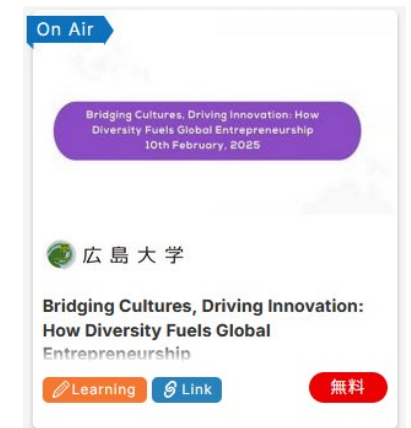 On Air
Bridging Cultures, Driving Innovation: How
Diversity Fuels Global Entrepreneurship
10th February, 2025
広島大学
Bridging Cultures, Driving Innovation:
How Diversity Fuels Global
Entrepreneurship
Learning
Link
無料